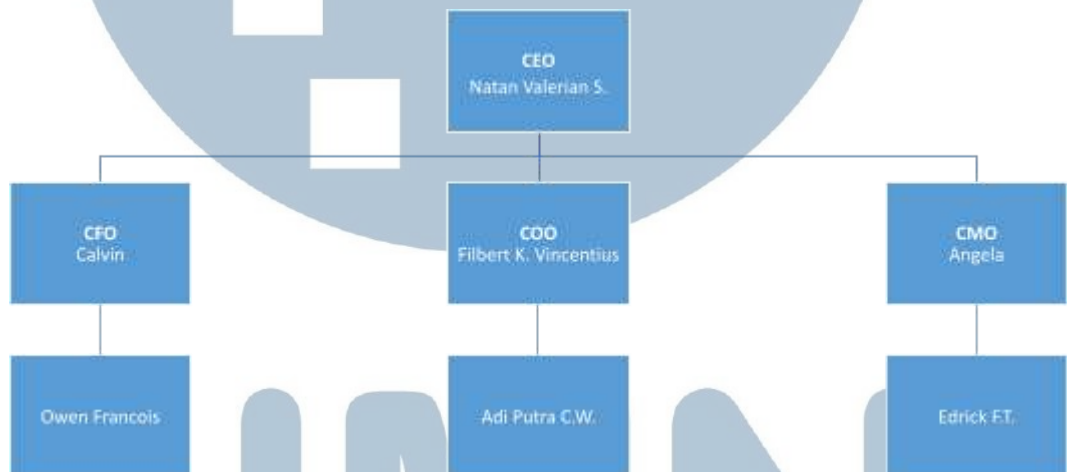 CEO
Natan Valerian S.
CFO
Calvin
COO
Filbert K. Vincentius
CMO
Angela
Owen Francois
Adi Putra C.W.
Edrick F.T.